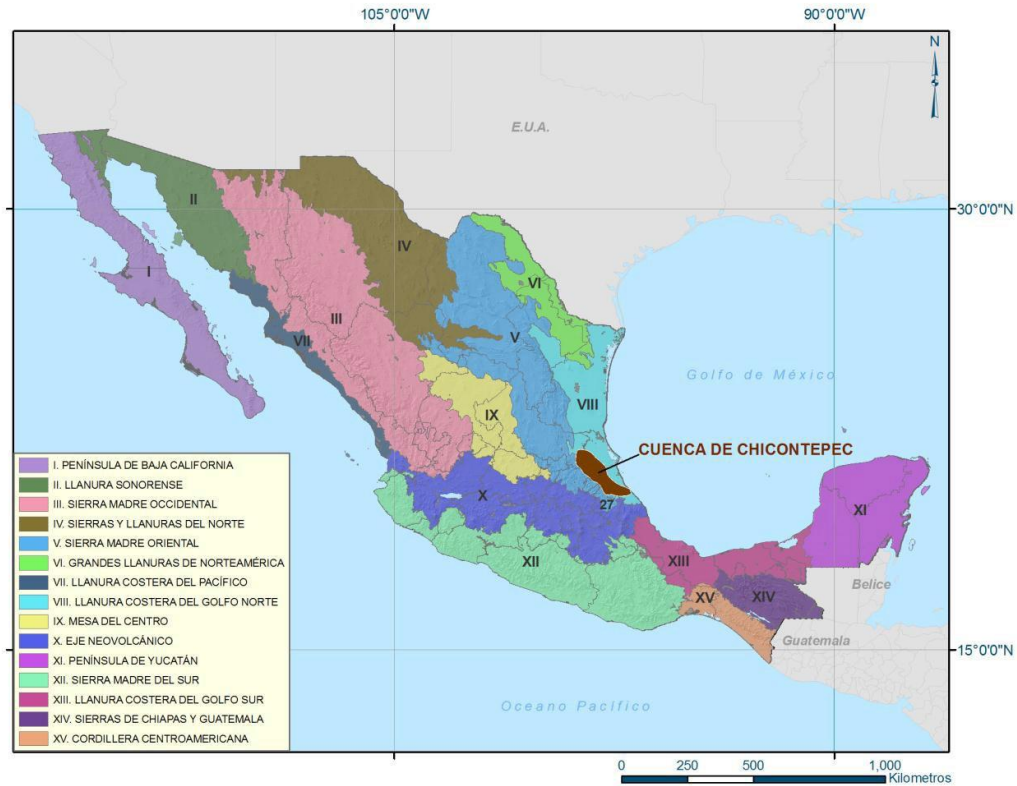 105°0'0"W
90°0'0"W
N
E.U.A.
30°0'0"N
II
IV
I
VI
III
V
VII
Golfo de México
VIII
IX
CUENCA DE CHICONTEPEC
X
27
XI
XII
XIII
XV
XIV
Belice
Guatemala
15°0'0"N
Oceano Pacífico
I. PENÍNSULA DE BAJA CALIFORNIA
II. LLANURA SONORENSE
III. SIERRA MADRE OCCIDENTAL
IV. SIERRAS Y LLANURAS DEL NORTE
V. SIERRA MADRE ORIENTAL
VI. GRANDES LLANURAS DE NORTEAMÉRICA
VII. LLANURA COSTERA DEL PACÍFICO
VIII. LLANURA COSTERA DEL GOLFO NORTE
IX. MESA DEL CENTRO
X. EJE NEOVOLCÁNICO
XI. PENÍNSULA DE YUCATÁN
XII. SIERRA MADRE DEL SUR
XIII. LLANURA COSTERA DEL GOLFO SUR
XIV. SIERRAS DE CHIAPAS Y GUATEMALA
XV. CORDILLERA CENTROAMERICANA
0 250 500 1,000
Kilometros